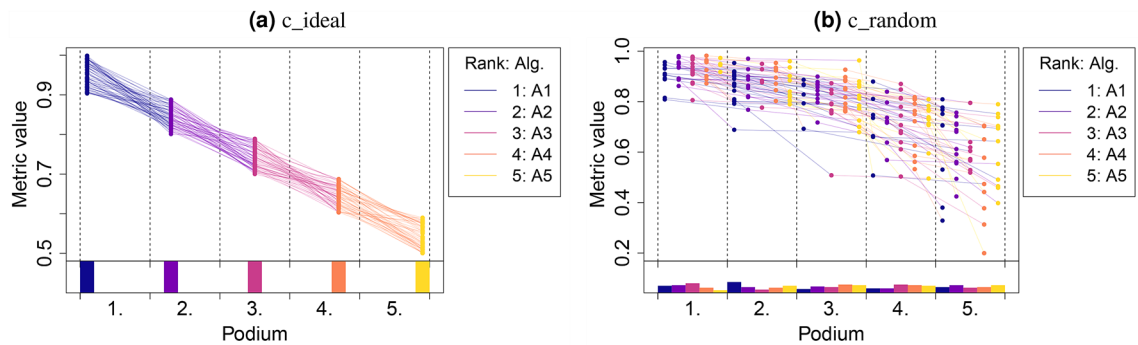 (a) c_ideal
Metric value
0.9
0.7
0.5
1. 2. 3. 4. 5.
Podium
Rank: Alg.
1: A1
2: A2
3: A3
4: A4
5: A5
(b) c_random
Metric value
1.0
0.8
0.6
0.4
0.2
1. 2. 3. 4. 5.
Podium
Rank: Alg.
1: A1
2: A2
3: A3
4: A4
5: A5